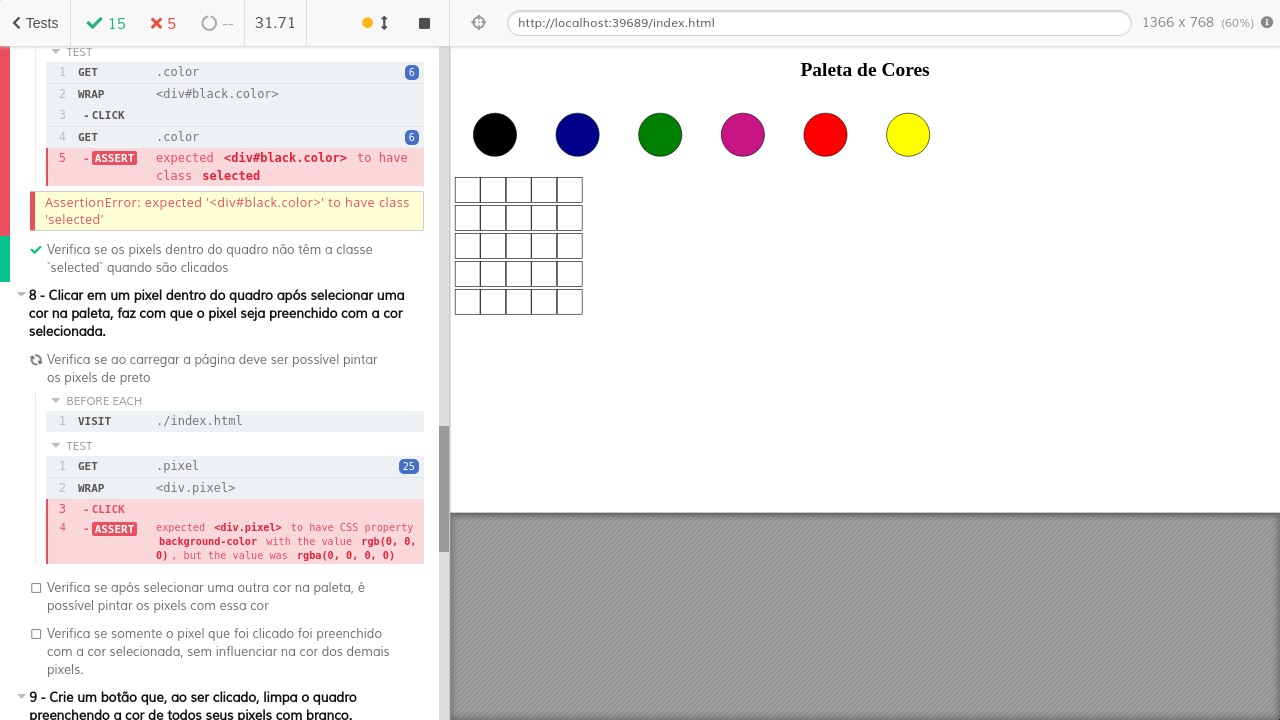 Tests 15 5 -- 31.71
http://localhost:39689/index.html 1366 x 768 (60%)
TEST
1 GET .color 6
2 WRAP <div#black.color>
3 -CLICK
4 GET .color 6
5 -ASSERT expected <div#black.color> to have
class selected
AssertionError: expected '<div#black.color>' to have class
'selected'
Verifica se os pixels dentro do quadro não têm a classe
`selected` quando são clicados
8 - Clicar em um pixel dentro do quadro após selecionar uma
cor na paleta, faz com que o pixel seja preenchido com a cor
selecionada.
Verifica se ao carregar a página deve ser possível pintar
os pixels de preto
BEFORE EACH
1 VISIT ./index.html
TEST
1 GET .pixel 25
2 WRAP <div.pixel>
3 -CLICK
4 -ASSERT expected <div.pixel> to have CSS property
background-color with the value rgb(0, 0,
0), but the value was rgba(0, 0, 0, 0)
Verifica se após selecionar uma outra cor na paleta, é
possível pintar os pixels com essa cor
Verifica se somente o pixel que foi clicado foi preenchido
com a cor selecionada, sem influenciar na cor dos demais
pixels.
9 - Crie um botão que, ao ser clicado, limpa o quadro
preenchendo a cor de todos seus pixels com branco.
Paleta de Cores